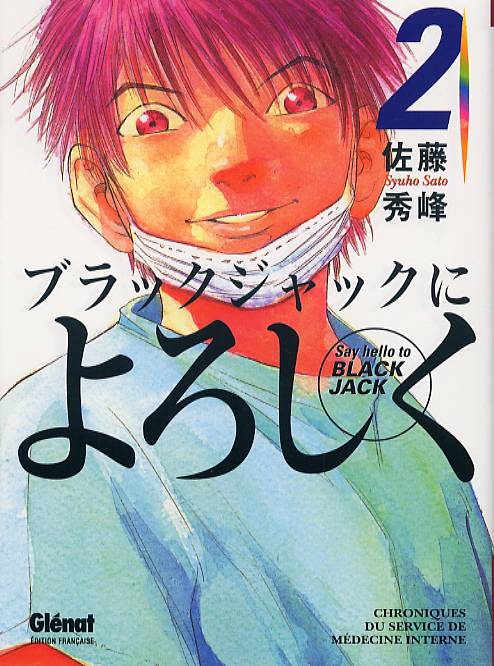 2
佐藤
Syuho Sato
秀峰
ブラックジャックに
よろしく
Say hello to
BLACK
JACK
Glénat
ÉDITION FRANÇAISE
CHRONIQUES
DU SERVICE DE
MÉDECINE INTERNE